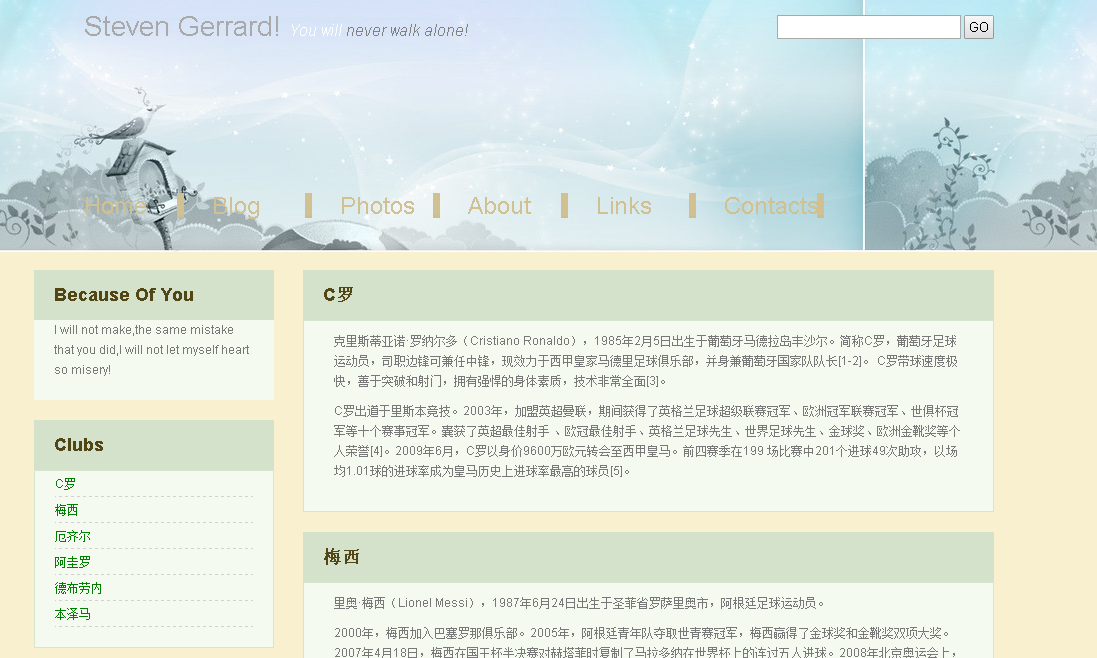 Steven Gerrard! You will never walk alone!
GO
Home Blog Photos About Links Contacts
Because Of You
I will not make,the same mistake
that you did,I will not let myself heart
so misery!
Clubs
C罗
梅西
厄齐尔
阿圭罗
德布劳内
本泽马
C罗
克里斯蒂亚诺·罗纳尔多（Cristiano Ronaldo），1985年2月5日出生于葡萄牙马德拉岛丰沙尔。简称C罗，葡萄牙足球
运动员，司职边锋可兼任中锋，现效力于西甲皇家马德里足球俱乐部，并身兼葡萄牙国家队队长[1-2]。 C罗带球速度极
快，善于突破和射门，拥有强悍的身体素质，技术非常全面[3]。
C罗出道于里斯本竞技。2003年，加盟英超曼联，期间获得了英格兰足球超级联赛冠军、欧洲冠军联赛冠军、世俱杯冠
军等十个赛事冠军。囊获了英超最佳射手 、欧冠最佳射手、英格兰足球先生、世界足球先生、金球奖、欧洲金靴奖等个
人荣誉[4]。2009年6月，C罗以身价9600万欧元转会至西甲皇马。前四赛季在199 场比赛中201个进球49次助攻，以场
均1.01球的进球率成为皇马历史上进球率最高的球员[5]。
梅西
里奥·梅西（Lionel Messi），1987年6月24日出生于圣菲省罗萨里奥市，阿根廷足球运动员。
2000年，梅西加入巴塞罗那俱乐部。2005年，阿根廷青年队夺取世青赛冠军，梅西赢得了金球奖和金靴奖双项大奖。
2007年4月18日，梅西在国王杯半决赛对赫塔菲时复制了马拉多纳在世界杯上的连过五人进球。2008年北京奥运会上，